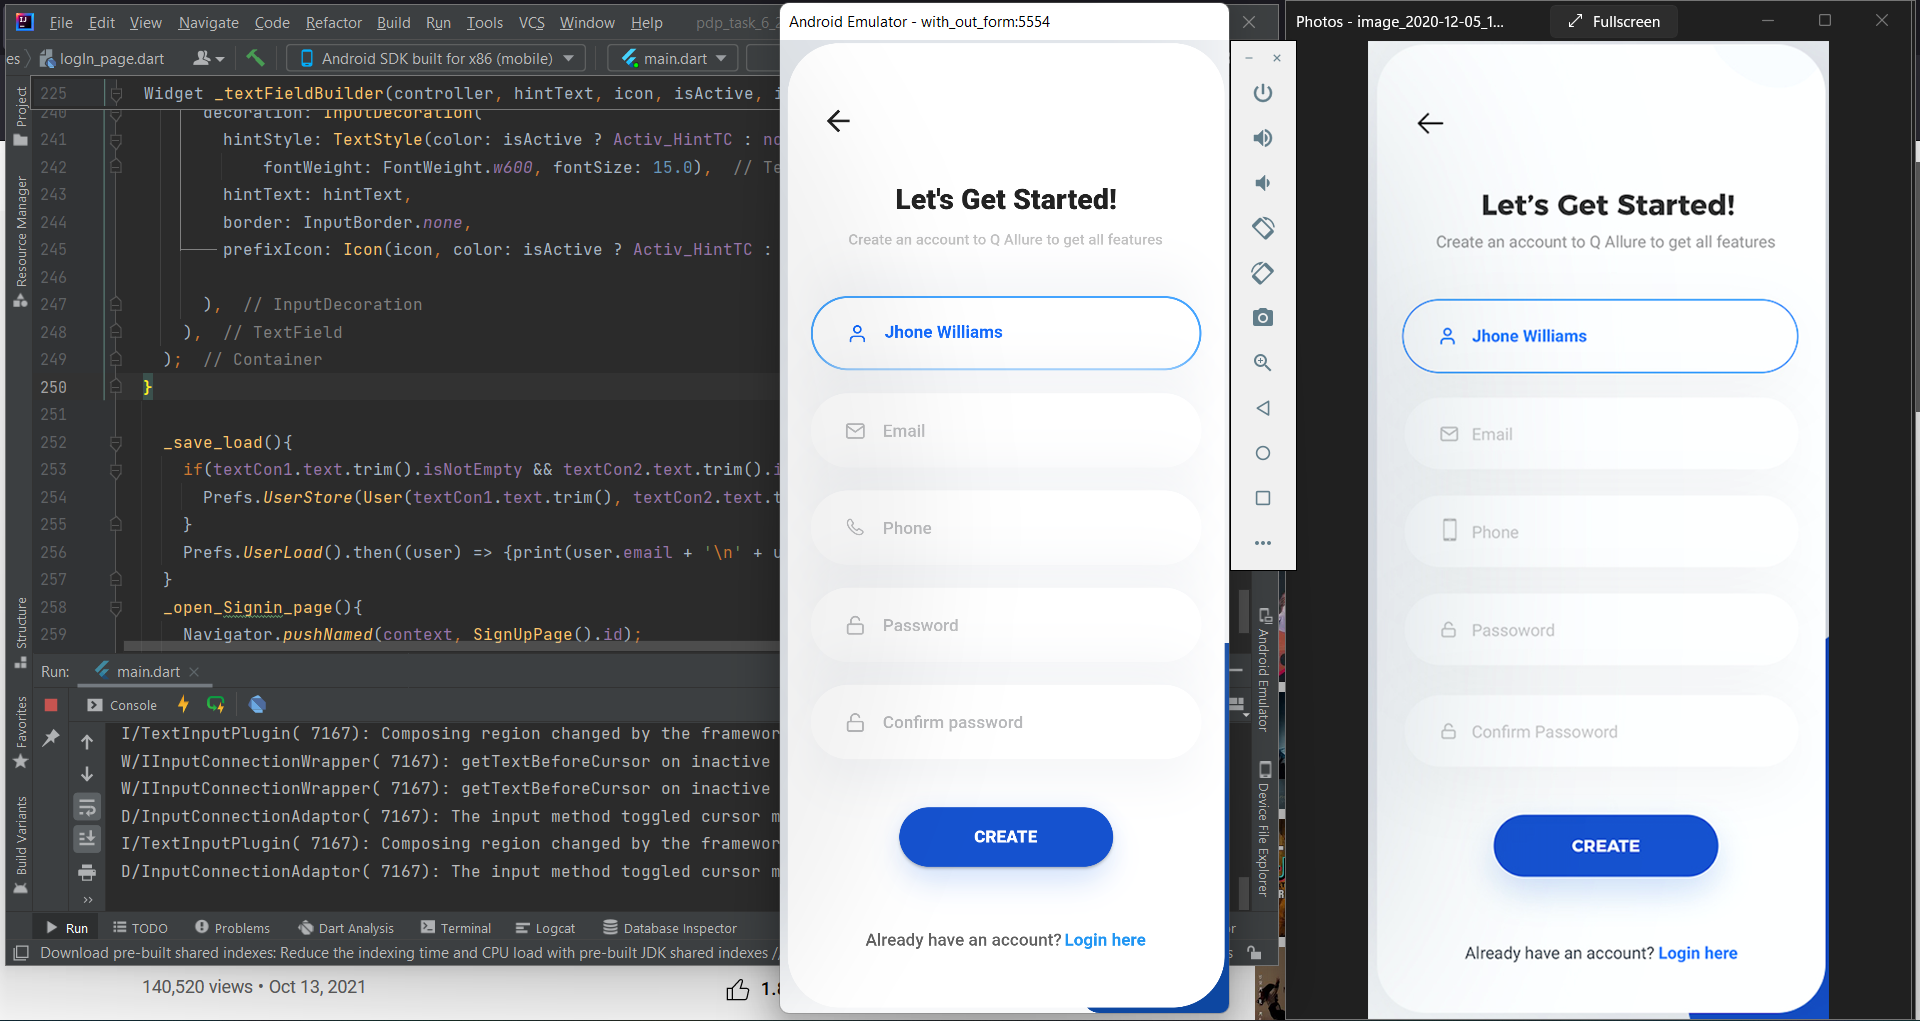 File Edit View Navigate Code Refactor Build Run Tools VCS Window Help pdp_task_6_2
es logIn_page.dart Android SDK built for x86 (mobile) main.dart
225 Widget _textFieldBuilder(controller, hintText, icon, isActive, i
240 decoration: InputDecoration(
241 hintStyle: TextStyle(color: isActive ? Activ_HintTC : no
242 fontWeight: FontWeight.w600, fontSize: 15.0), // Te
243 hintText: hintText,
244 border: InputBorder.none,
245 prefixIcon: Icon(icon, color: isActive ? Activ_HintTC :
246
247 ), // InputDecoration
248 ), // TextField
249 ); // Container
250 }
251
252 _save_load(){
253 if(textCon1.text.trim().isNotEmpty && textCon2.text.trim().i
254 Prefs.UserStore(User(textCon1.text.trim(), textCon2.text.t
255 }
256 Prefs.UserLoad().then((user) => {print(user.email + '\n' + u
257 }
258 _open_Signin_page(){
259 Navigator.pushNamed(context, SignUpPage().id);
Project
Resource Manager
Structure
Favorites
Build Variants
Run: main.dart
Console
I/TextInputPlugin( 7167): Composing region changed by the framewor
W/IInputConnectionWrapper( 7167): getTextBeforeCursor on inactive
W/IInputConnectionWrapper( 7167): getTextBeforeCursor on inactive
D/InputConnectionAdaptor( 7167): The input method toggled cursor m
I/TextInputPlugin( 7167): Composing region changed by the framewor
D/InputConnectionAdaptor( 7167): The input method toggled cursor m
Run TODO Problems Dart Analysis Terminal Logcat Database Inspector
Download pre-built shared indexes: Reduce the indexing time and CPU load with pre-built JDK shared indexes //
140,520 views • Oct 13, 2021
1.8
Android Emulator - with_out_form:5554
Let's Get Started!
Create an account to Q Allure to get all features
Jhone Williams
Email
Phone
Password
Confirm password
CREATE
Already have an account? Login here
Android Emulator
Device File Explorer
Photos - image_2020-12-05_1...
Fullscreen
Let’s Get Started!
Create an account to Q Allure to get all features
Jhone Williams
Email
Phone
Passoword
Confirm Passoword
CREATE
Already have an account? Login here